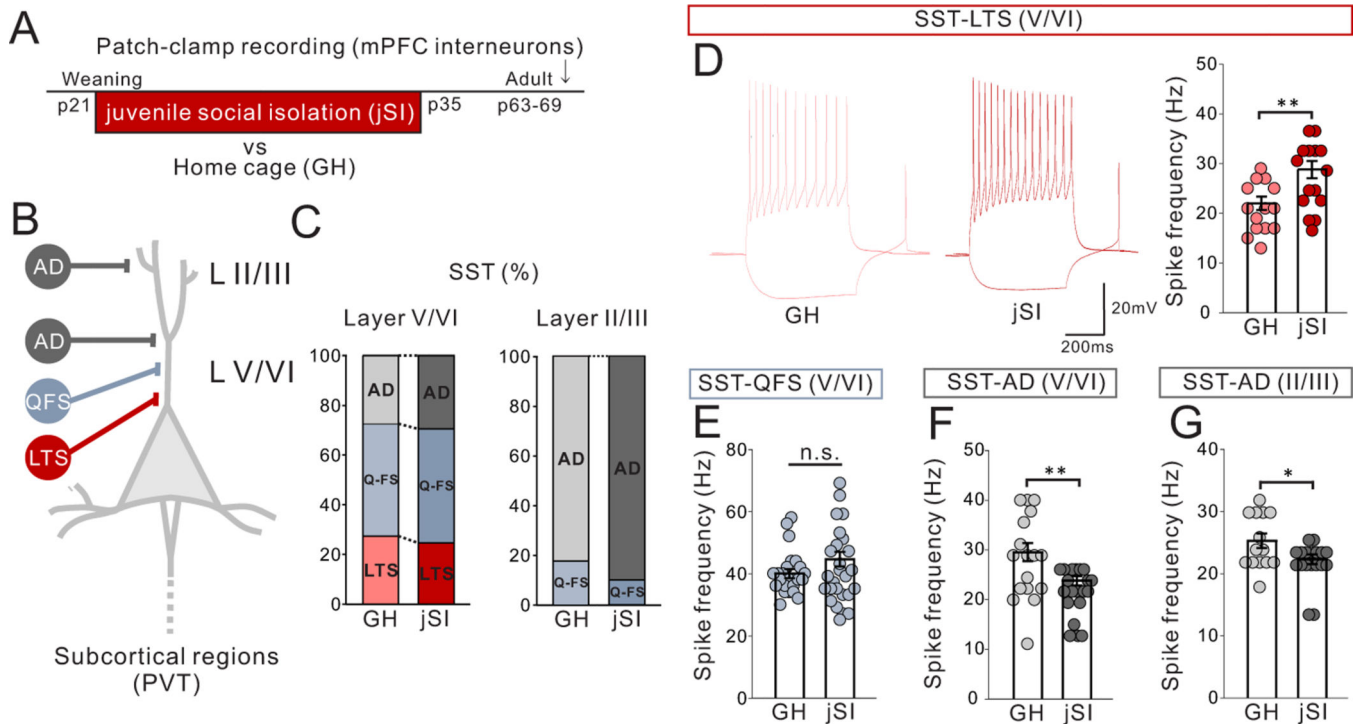 A
Patch-clamp recording (mPFC interneurons)
Weaning
Adult ↓
p21
juvenile social isolation (jSI)
p35
p63-69
vs
Home cage (GH)
B
AD
L II/III
AD
QFS
L V/VI
LTS
Subcortical regions
(PVT)
C
SST (%)
Layer V/VI
Layer II/III
100
80
60
40
20
0
AD
AD
Q-FS
Q-FS
LTS
LTS
GH
jSI
100
80
60
40
20
0
AD
AD
Q-FS
Q-FS
GH
jSI
SST-LTS (V/VI)
D
GH
jSI
20mV
200ms
Spike frequency (Hz)
50
40
30
20
10
0
**
GH
jSI
SST-QFS (V/VI)
E
Spike frequency (Hz)
80
60
40
20
0
n.s.
GH
jSI
SST-AD (V/VI)
F
Spike frequency (Hz)
50
40
30
20
10
0
**
GH
jSI
SST-AD (II/III)
G
Spike frequency (Hz)
40
30
20
10
0
*
GH
jSI